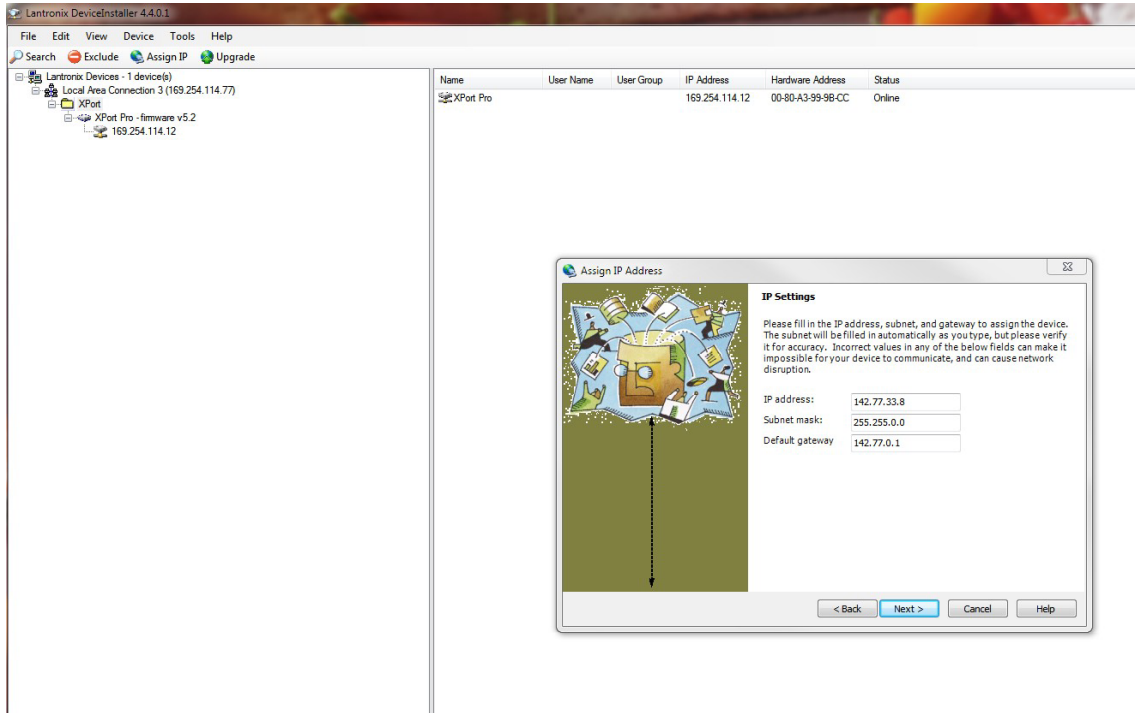 Lantronix DeviceInstaller 4.4.0.1
File Edit View Device Tools Help
Search Exclude Assign IP Upgrade
Lantronix Devices - 1 device(s)
Local Area Connection 3 (169.254.114.77)
XPort
XPort Pro - firmware v5.2
169.254.114.12
Name User Name User Group IP Address Hardware Address Status
XPort Pro 169.254.114.12 00-80-A3-99-9B-CC Online
Assign IP Address
IP Settings
Please fill in the IP address, subnet, and gateway to assign the device.
The subnet will be filled in automatically as you type, but please verify
it for accuracy. Incorrect values in any of the below fields can make it
impossible for your device to communicate, and can cause network
disruption.
IP address: 142.77.33.8
Subnet mask: 255.255.0.0
Default gateway 142.77.0.1
< Back Next > Cancel Help